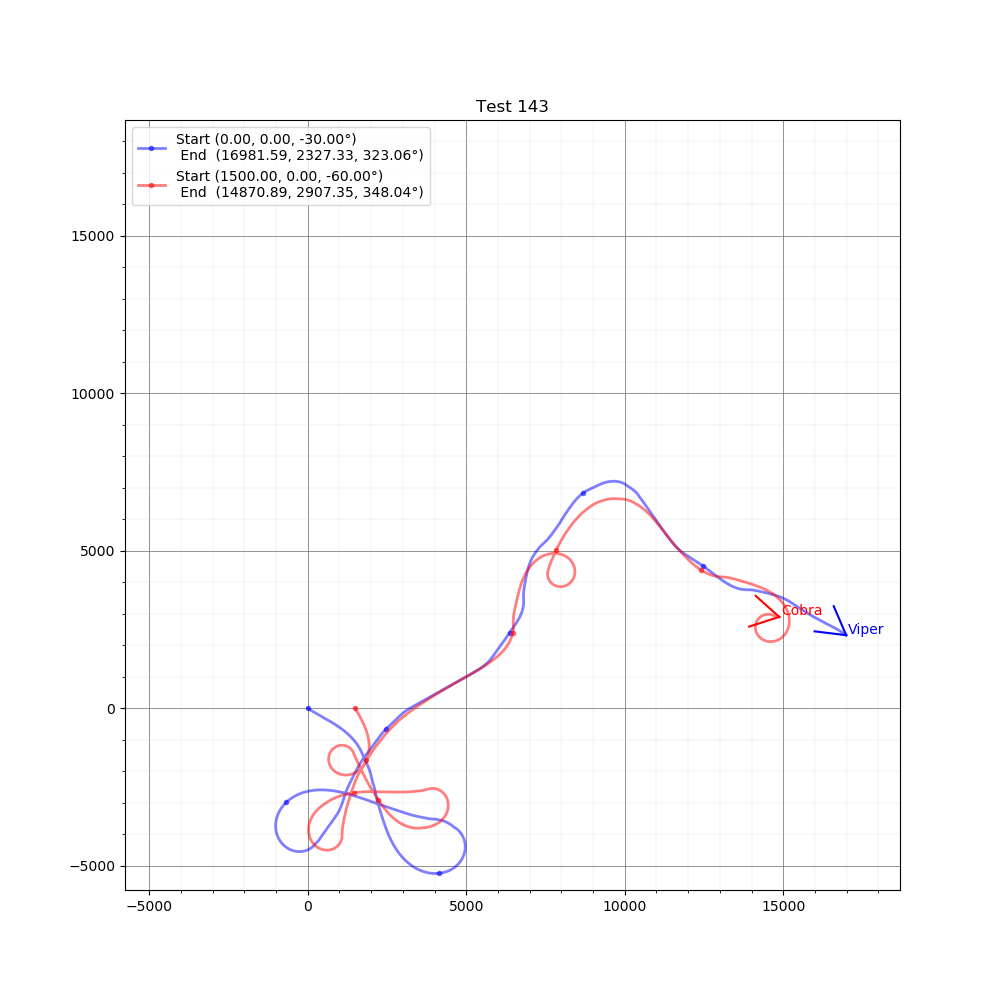 Test 143
Start (0.00, 0.00, -30.00°)
End (16981.59, 2327.33, 323.06°)
Start (1500.00, 0.00, -60.00°)
End (14870.89, 2907.35, 348.04°)
15000
10000
5000
0
−5000
Cobra
Viper
−5000
0
5000
10000
15000